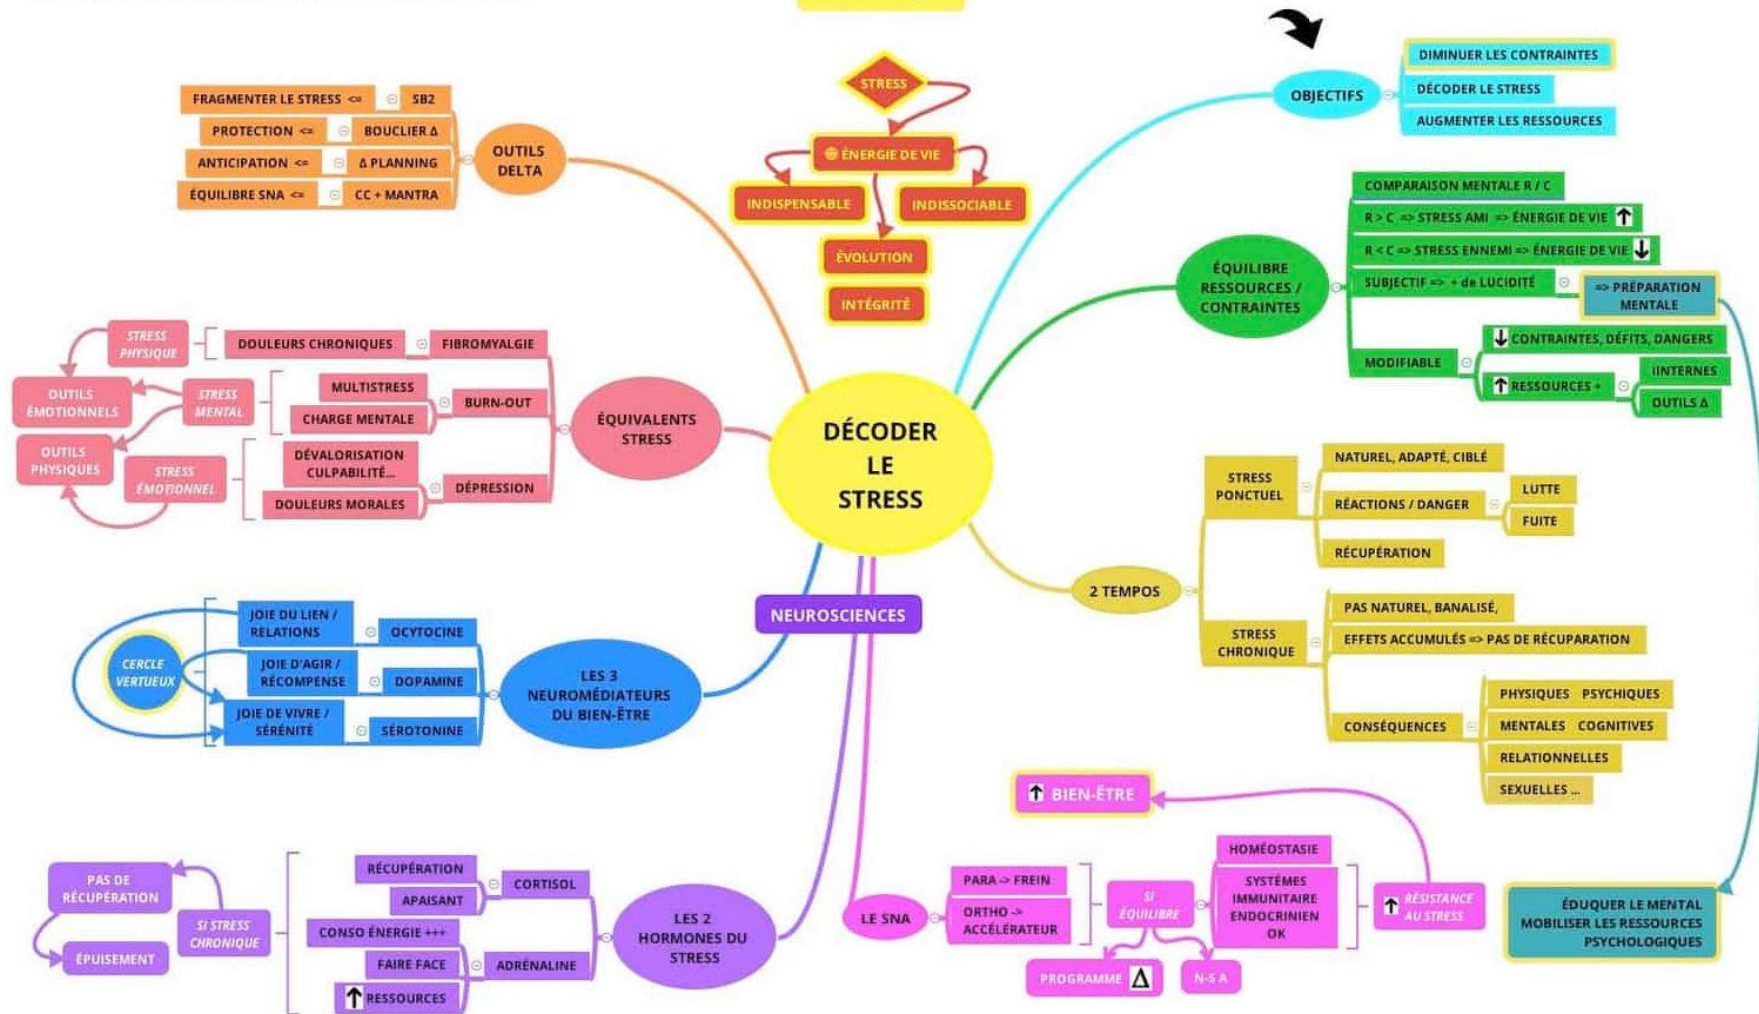 STRESS
ÉNERGIE DE VIE
INDISPENSABLE
INDISSOCIABLE
ÉVOLUTION
INTÉGRITÉ
DÉCODER
LE
STRESS
NEUROSCIENCES
OBJECTIFS
DIMINUER LES CONTRAINTES
DÉCODER LE STRESS
AUGMENTER LES RESSOURCES
ÉQUILIBRE
RESSOURCES /
CONTRAINTES
COMPARAISON MENTALE R / C
R > C => STRESS AMI => ÉNERGIE DE VIE ↑
R < C => STRESS ENNEMI => ÉNERGIE DE VIE ↓
SUBJECTIF => + de LUCIDITÉ
=> PRÉPARATION
MENTALE
MODIFIABLE
↓ CONTRAINTES, DÉFITS, DANGERS
↑ RESSOURCES +
IINTERNES
OUTILS Δ
2 TEMPOS
STRESS
PONCTUEL
NATUREL, ADAPTÉ, CIBLÉ
RÉACTIONS / DANGER
LUTTE
FUITE
RÉCUPÉRATION
STRESS
CHRONIQUE
PAS NATUREL, BANALISÉ,
EFFETS ACCUMULÉS => PAS DE RÉCUPARATION
CONSÉQUENCES
PHYSIQUES PSYCHIQUES
MENTALES COGNITIVES
RELATIONNELLES
SEXUELLES ...
ÉDUQUER LE MENTAL
MOBILISER LES RESSOURCES
PSYCHOLOGIQUES
LE SNA
PARA -> FREIN
ORTHO ->
ACCÉLÉRATEUR
SI
ÉQUILIBRE
PROGRAMME Δ
N-S A
HOMÉOSTASIE
SYSTÈMES
IMMUNITAIRE
ENDOCRINIEN
OK
↑ RÉSISTANCE
AU STRESS
↑ BIEN-ÊTRE
OUTILS
DELTA
5B2
FRAGMENTER LE STRESS <=
BOUCLIER Δ
PROTECTION <=
Δ PLANNING
ANTICIPATION <=
CC + MANTRA
ÉQUILIBRE SNA <=
ÉQUIVALENTS
STRESS
FIBROMYALGIE
DOULEURS CHRONIQUES
STRESS
PHYSIQUE
BURN-OUT
MULTISTRESS
CHARGE MENTALE
STRESS
MENTAL
DÉPRESSION
DÉVALORISATION
CULPABILITÉ...
DOULEURS MORALES
STRESS
ÉMOTIONNEL
OUTILS
ÉMOTIONNELS
OUTILS
PHYSIQUES
LES 3
NEUROMÉDIATEURS
DU BIEN-ÊTRE
OCYTOCINE
JOIE DU LIEN /
RELATIONS
DOPAMINE
JOIE D'AGIR /
RÉCOMPENSE
SÉROTONINE
JOIE DE VIVRE /
SÉRÉNITÉ
CERCLE
VERTUEUX
LES 2
HORMONES DU
STRESS
CORTISOL
RÉCUPÉRATION
APAISANT
ADRÉNALINE
CONSO ÉNERGIE +++
FAIRE FACE
↑ RESSOURCES
SI STRESS
CHRONIQUE
PAS DE
RÉCUPÉRATION
ÉPUISEMENT